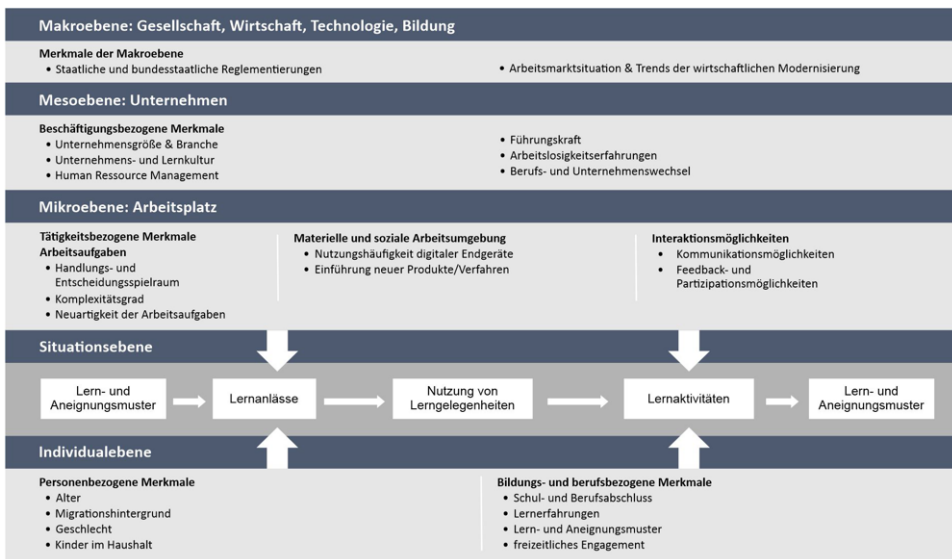 Makroebene: Gesellschaft, Wirtschaft, Technologie, Bildung
Merkmale der Makroebene
• Staatliche und bundesstaatliche Reglementierungen
• Arbeitsmarktsituation & Trends der wirtschaftlichen Modernisierung
Mesoebene: Unternehmen
Beschäftigungsbezogene Merkmale
• Unternehmensgröße & Branche
• Unternehmens- und Lernkultur
• Human Ressource Management
• Führungskraft
• Arbeitslosigkeitserfahrungen
• Berufs- und Unternehmenswechsel
Mikroebene: Arbeitsplatz
Tätigkeitsbezogene Merkmale
Arbeitsaufgaben
• Handlungs- und
Entscheidungsspielraum
• Komplexitätsgrad
• Neuartigkeit der Arbeitsaufgaben
Materielle und soziale Arbeitsumgebung
• Nutzungshäufigkeit digitaler Endgeräte
• Einführung neuer Produkte/Verfahren
Interaktionsmöglichkeiten
• Kommunikationsmöglichkeiten
• Feedback- und
Partizipationsmöglichkeiten
Situationsebene
Lern- und
Aneignungsmuster
Lernanlässe
Nutzung von
Lerngelegenheiten
Lernaktivitäten
Lern- und
Aneignungsmuster
Individualebene
Personenbezogene Merkmale
• Alter
• Migrationshintergrund
• Geschlecht
• Kinder im Haushalt
Bildungs- und berufsbezogene Merkmale
• Schul- und Berufsabschluss
• Lernerfahrungen
• Lern- und Aneignungsmuster
• freizeitliches Engagement